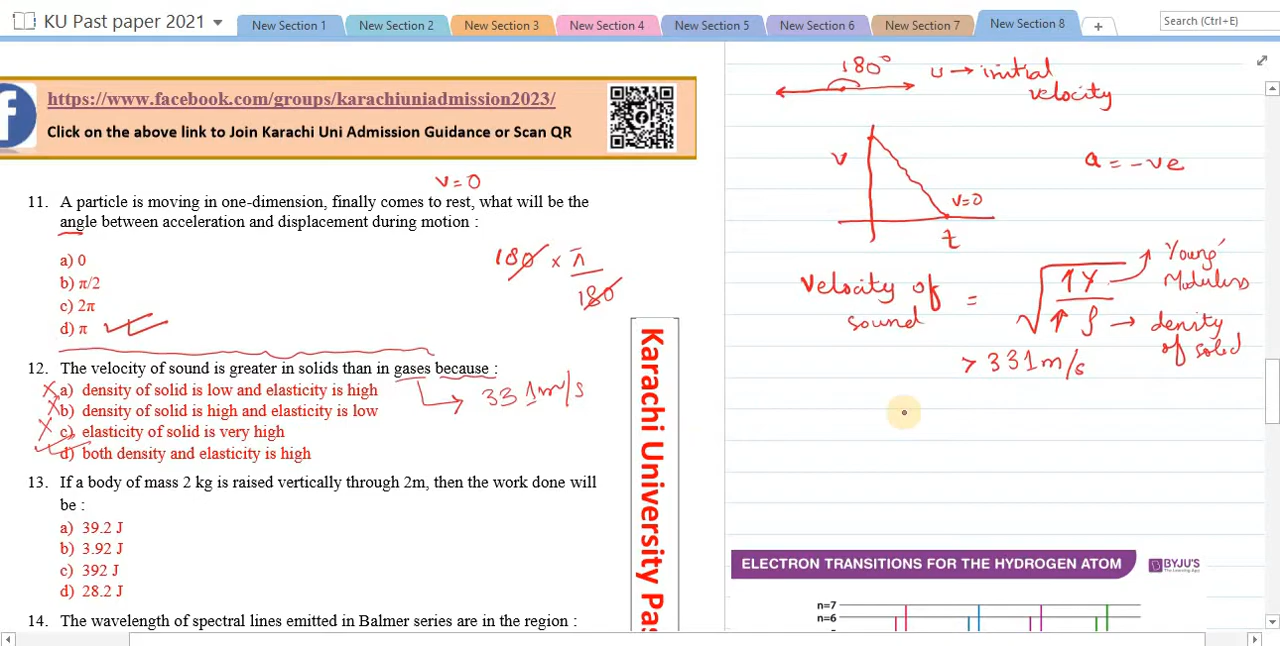 KU Past paper 2021
New Section 1
New Section 2
New Section 3
New Section 4
New Section 5
New Section 6
New Section 7
New Section 8
+
Search (Ctrl+E)
https://www.facebook.com/groups/karachiuniadmission2023/
Click on the above link to Join Karachi Uni Admission Guidance or Scan QR
v = 0
11. A particle is moving in one-dimension, finally comes to rest, what will be the
angle between acceleration and displacement during motion :
a) 0
b) π/2
c) 2π
d) π
180 × π
180
12. The velocity of sound is greater in solids than in gases because :
a) density of solid is low and elasticity is high
b) density of solid is high and elasticity is low
c) elasticity of solid is very high
d) both density and elasticity is high
331m/s
13. If a body of mass 2 kg is raised vertically through 2m, then the work done will
be :
a) 39.2 J
b) 3.92 J
c) 392 J
d) 28.2 J
14. The wavelength of spectral lines emitted in Balmer series are in the region :
Karachi University Pas
180°
u → initial
velocity
v
v=0
t
a = -ve
Velocity of
sound
=
√ ↑Y
↑ ρ
Young'
Modulus
→ density
of solid
> 331m/s
ELECTRON TRANSITIONS FOR THE HYDROGEN ATOM
BYJU'S
The Learning App
n=7
n=6